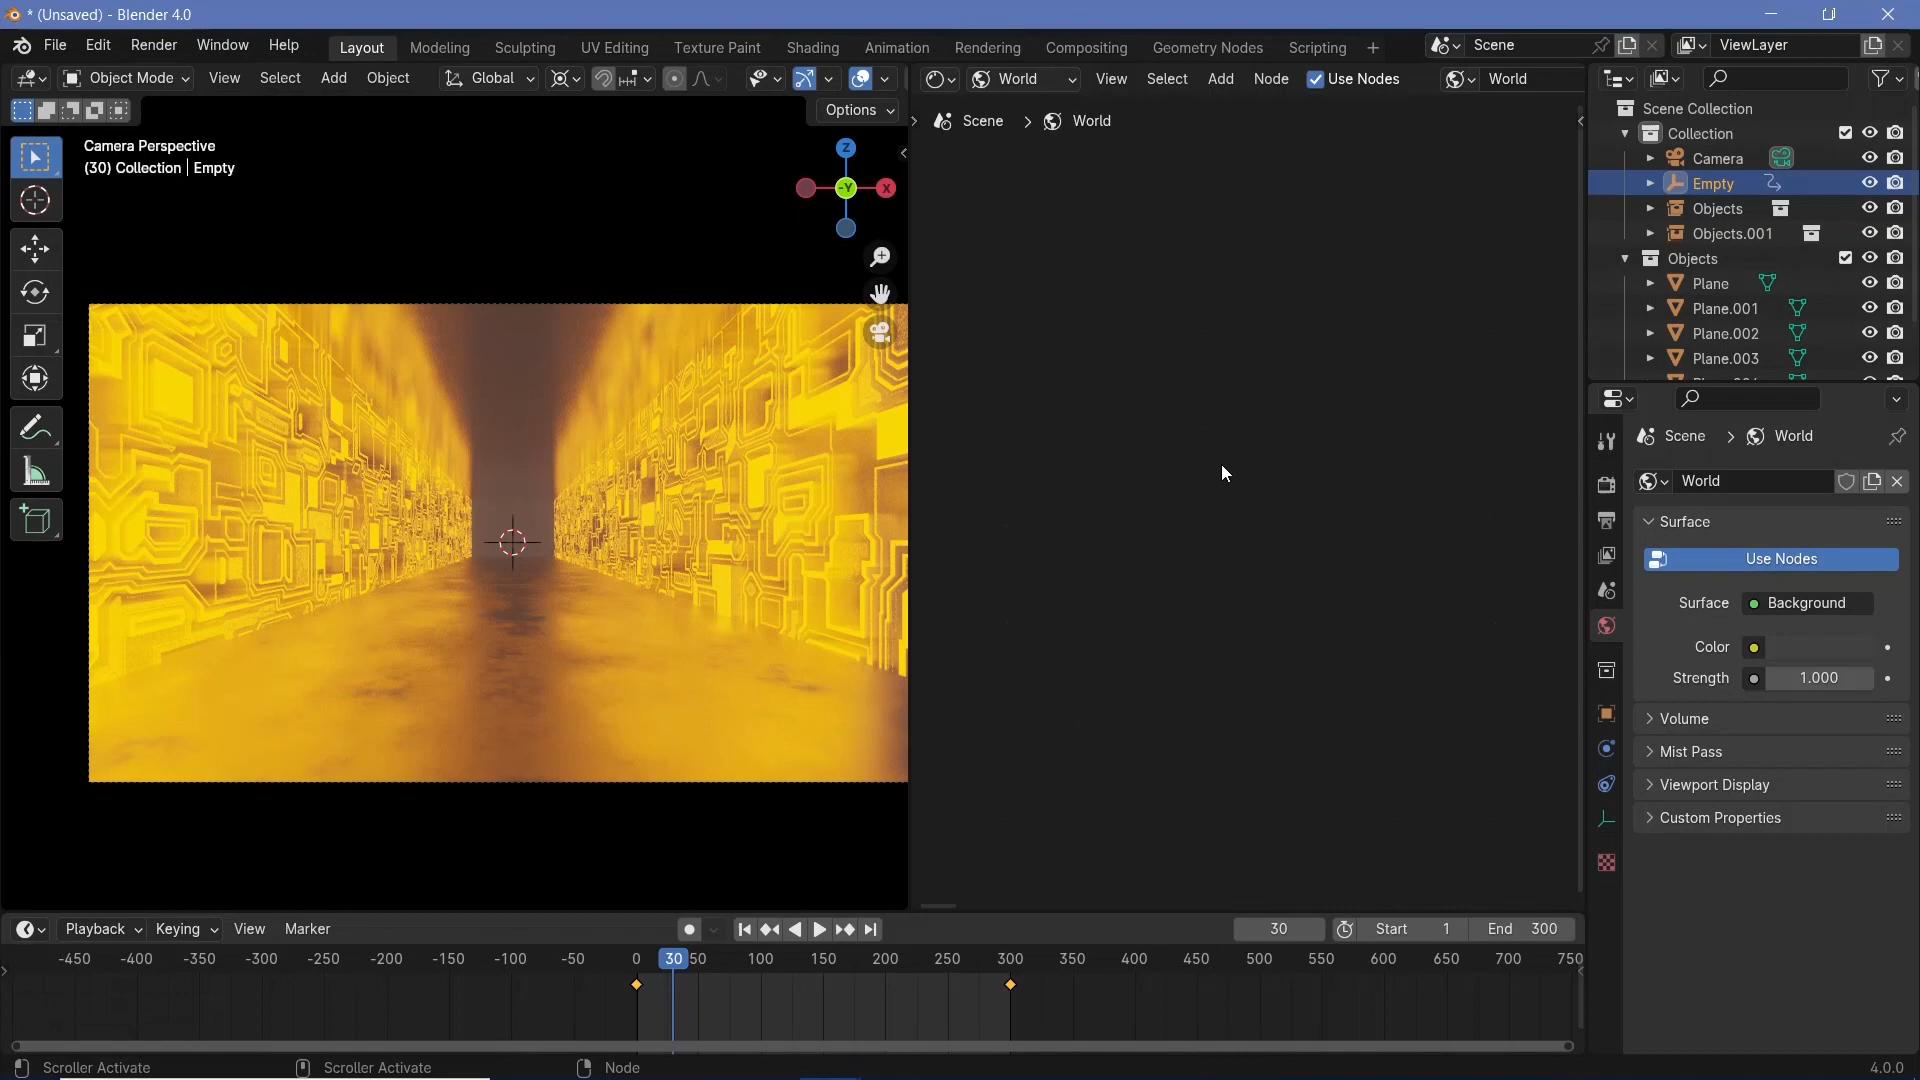 * (Unsaved) - Blender 4.0
File Edit Render Window Help
Layout Modeling Sculpting UV Editing Texture Paint Shading Animation Rendering Compositing Geometry Nodes Scripting +
Scene
ViewLayer
Object Mode View Select Add Object Global
World View Select Add Node Use Nodes World
Options
Camera Perspective
(30) Collection | Empty
Z
-Y
X
Scene > World
Scene Collection
Collection
Camera
Empty
Objects
Objects.001
Objects
Plane
Plane.001
Plane.002
Plane.003
Scene > World
World
Surface
Use Nodes
Surface Background
Color
Strength 1.000
Volume
Mist Pass
Viewport Display
Custom Properties
Playback Keying View Marker
30 Start 1 End 300
-450 -400 -350 -300 -250 -200 -150 -100 -50 0 30 50 100 150 200 250 300 350 400 450 500 550 600 650 700 750
Scroller Activate Scroller Activate Node
4.0.0